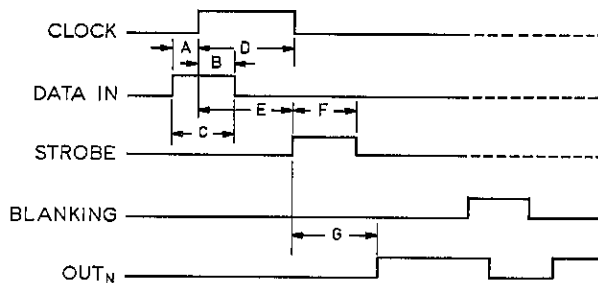 CLOCK
A D
B
DATA IN
E F
C
STROBE
BLANKING
G
OUTN